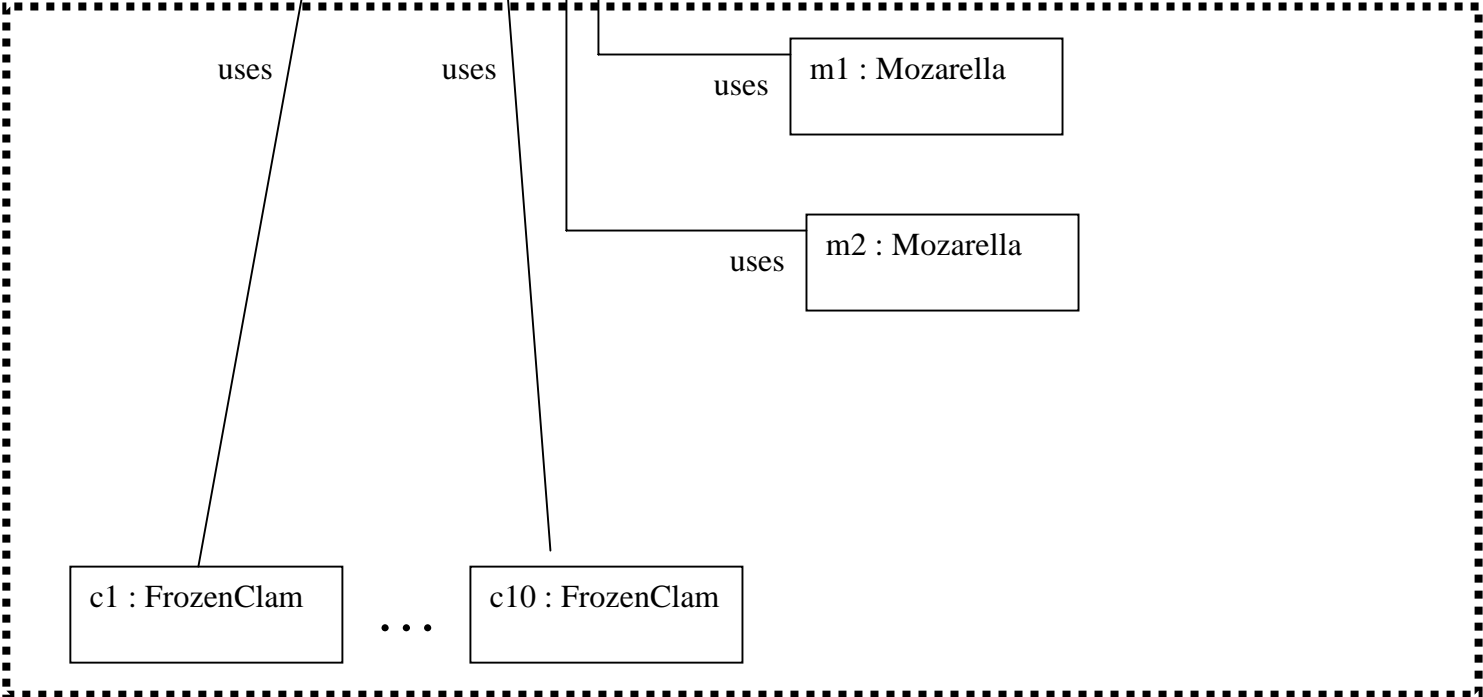 uses
uses
uses
m1 : Mozarella
uses
m2 : Mozarella
c1 : FrozenClam
...
c10 : FrozenClam